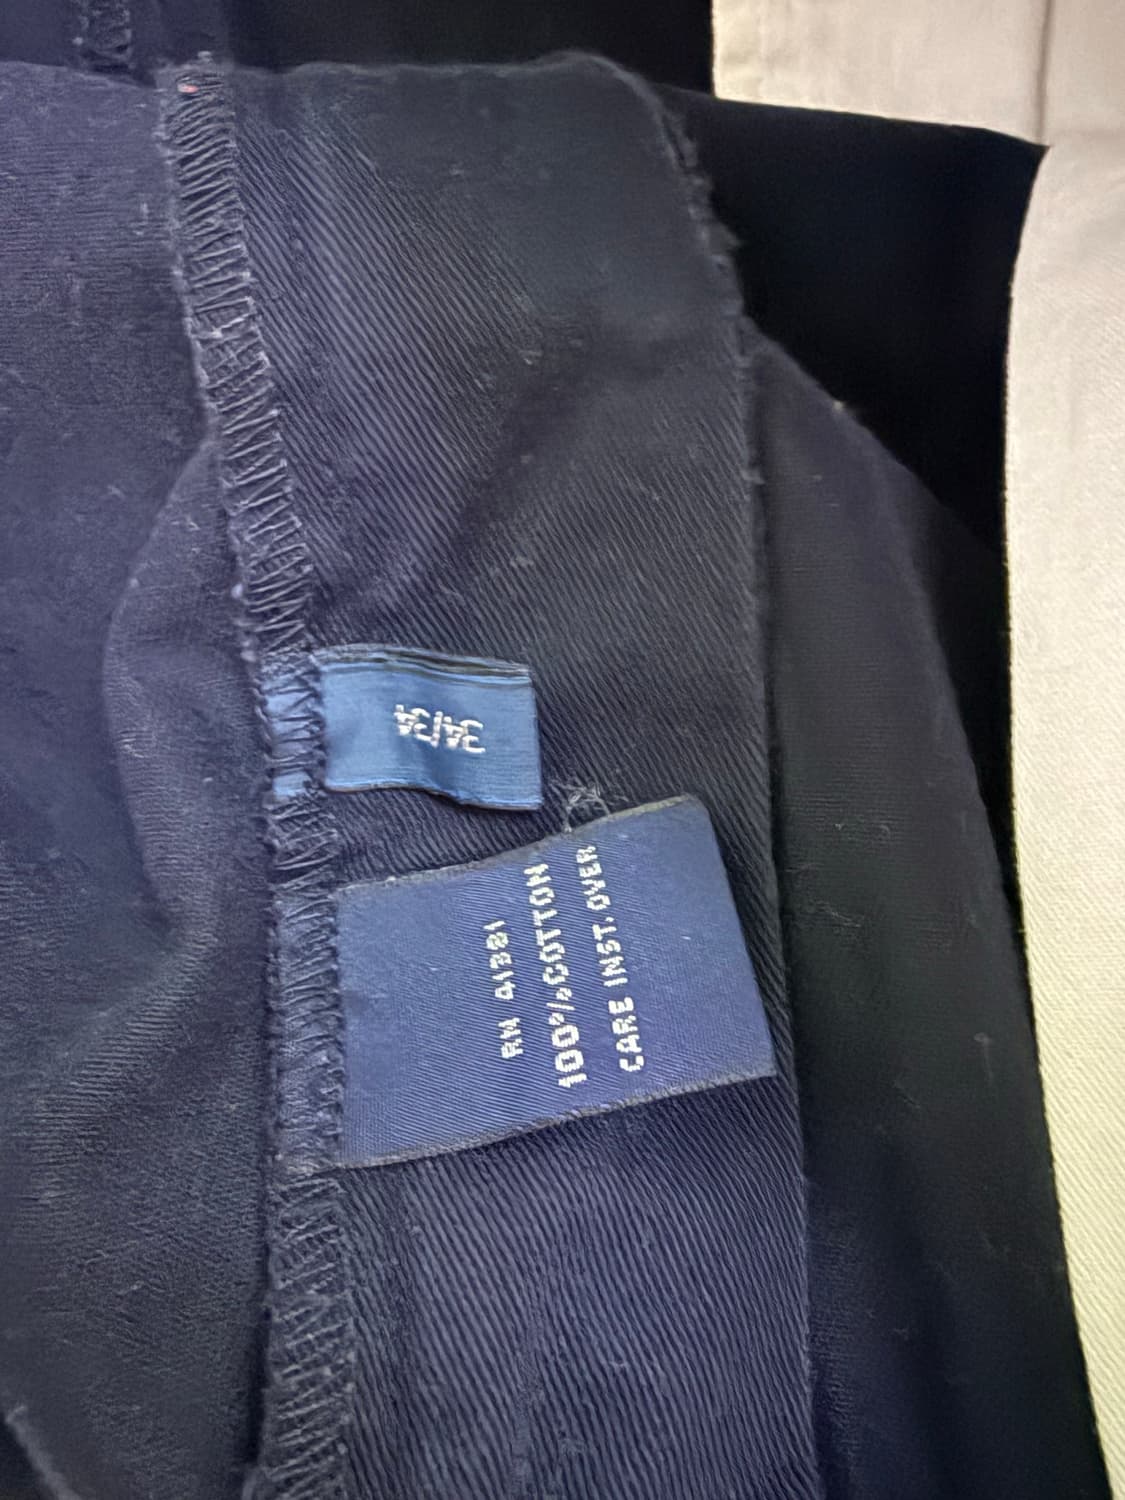 34/34
RN 41381
100% COTTON
CARE INST. OVER